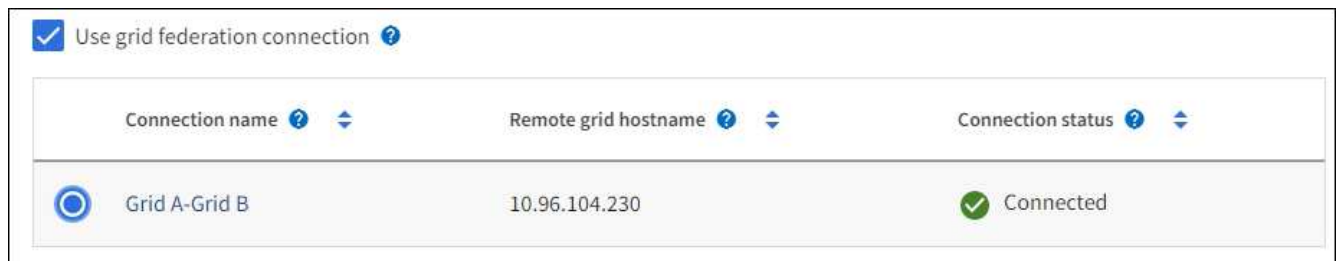 Use grid federation connection ?
Connection name ? Remote grid hostname ? Connection status ?
Grid A-Grid B 10.96.104.230 Connected